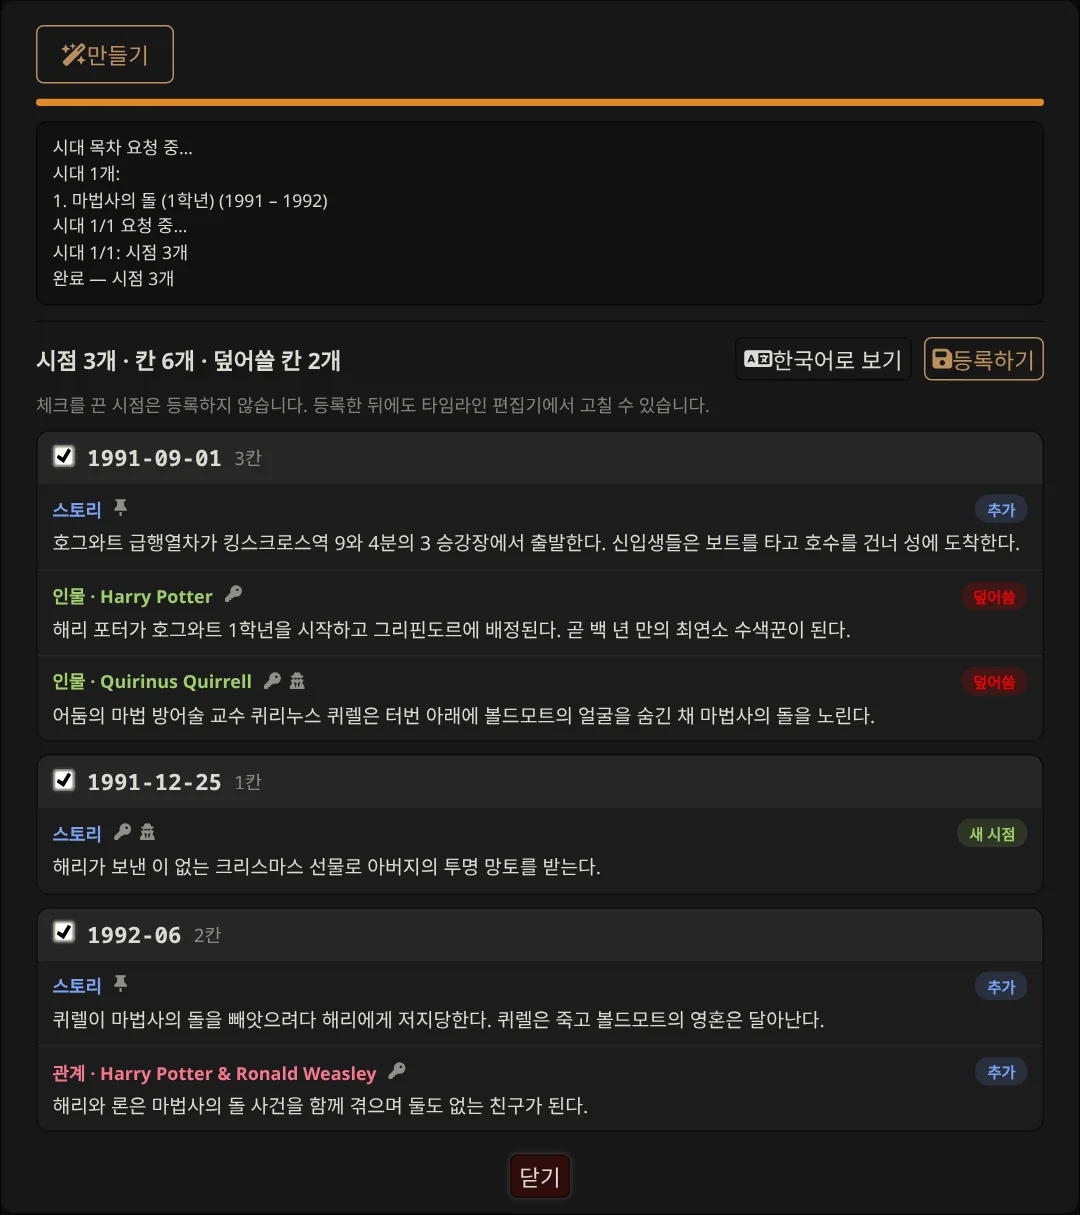 만들기
시대 목차 요청 중...
시대 1개:
1. 마법사의 돌 (1학년) (1991 – 1992)
시대 1/1 요청 중...
시대 1/1: 시점 3개
완료 — 시점 3개
시점 3개 · 칸 6개 · 덮어쓸 칸 2개
한국어로 보기
등록하기
체크를 끈 시점은 등록하지 않습니다. 등록한 뒤에도 타임라인 편집기에서 고칠 수 있습니다.
1991-09-01 3칸
스토리 추가
호그와트 급행열차가 킹스크로스역 9와 4분의 3 승강장에서 출발한다. 신입생들은 보트를 타고 호수를 건너 성에 도착한다.
인물 · Harry Potter 덮어씀
해리 포터가 호그와트 1학년을 시작하고 그리핀도르에 배정된다. 곧 백 년 만의 최연소 수색꾼이 된다.
인물 · Quirinus Quirrell 덮어씀
어둠의 마법 방어술 교수 퀴리누스 퀴렐은 터번 아래에 볼드모트의 얼굴을 숨긴 채 마법사의 돌을 노린다.
1991-12-25 1칸
스토리 새 시점
해리가 보낸 이 없는 크리스마스 선물로 아버지의 투명 망토를 받는다.
1992-06 2칸
스토리 추가
퀴렐이 마법사의 돌을 빼앗으려다 해리에게 저지당한다. 퀴렐은 죽고 볼드모트의 영혼은 달아난다.
관계 · Harry Potter & Ronald Weasley 추가
해리와 론은 마법사의 돌 사건을 함께 겪으며 둘도 없는 친구가 된다.
닫기